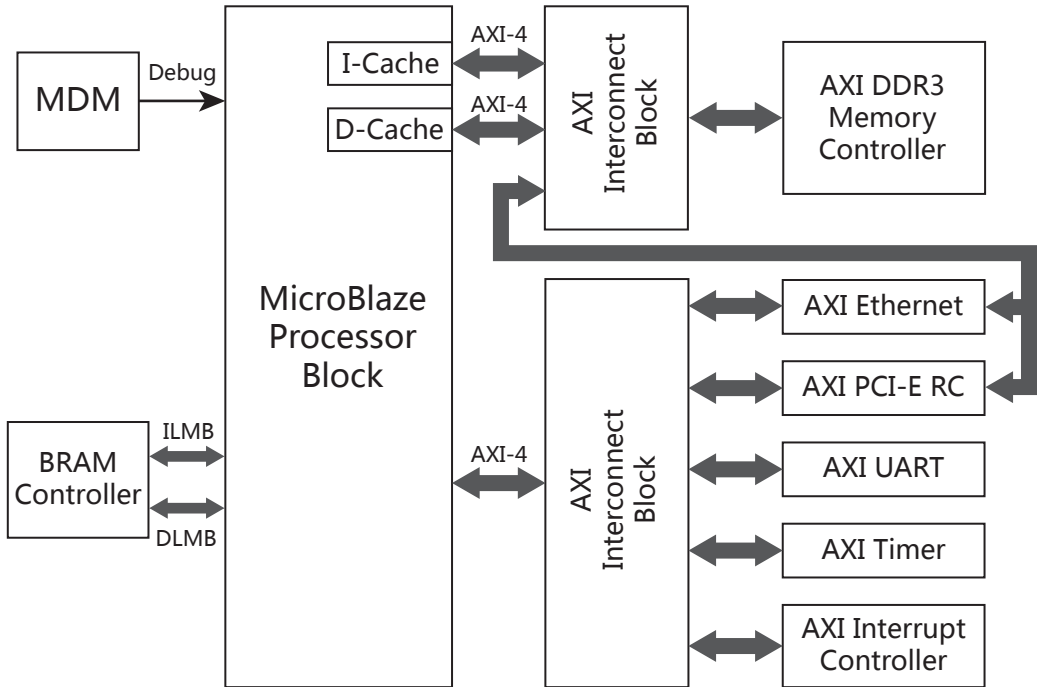 MDM
Debug
I-Cache
D-Cache
MicroBlaze
Processor
Block
BRAM
Controller
ILMB
DLMB
AXI-4
AXI-4
AXI
Interconnect
Block
AXI DDR3
Memory
Controller
AXI-4
AXI
Interconnect
Block
AXI Ethernet
AXI PCI-E RC
AXI UART
AXI Timer
AXI Interrupt
Controller